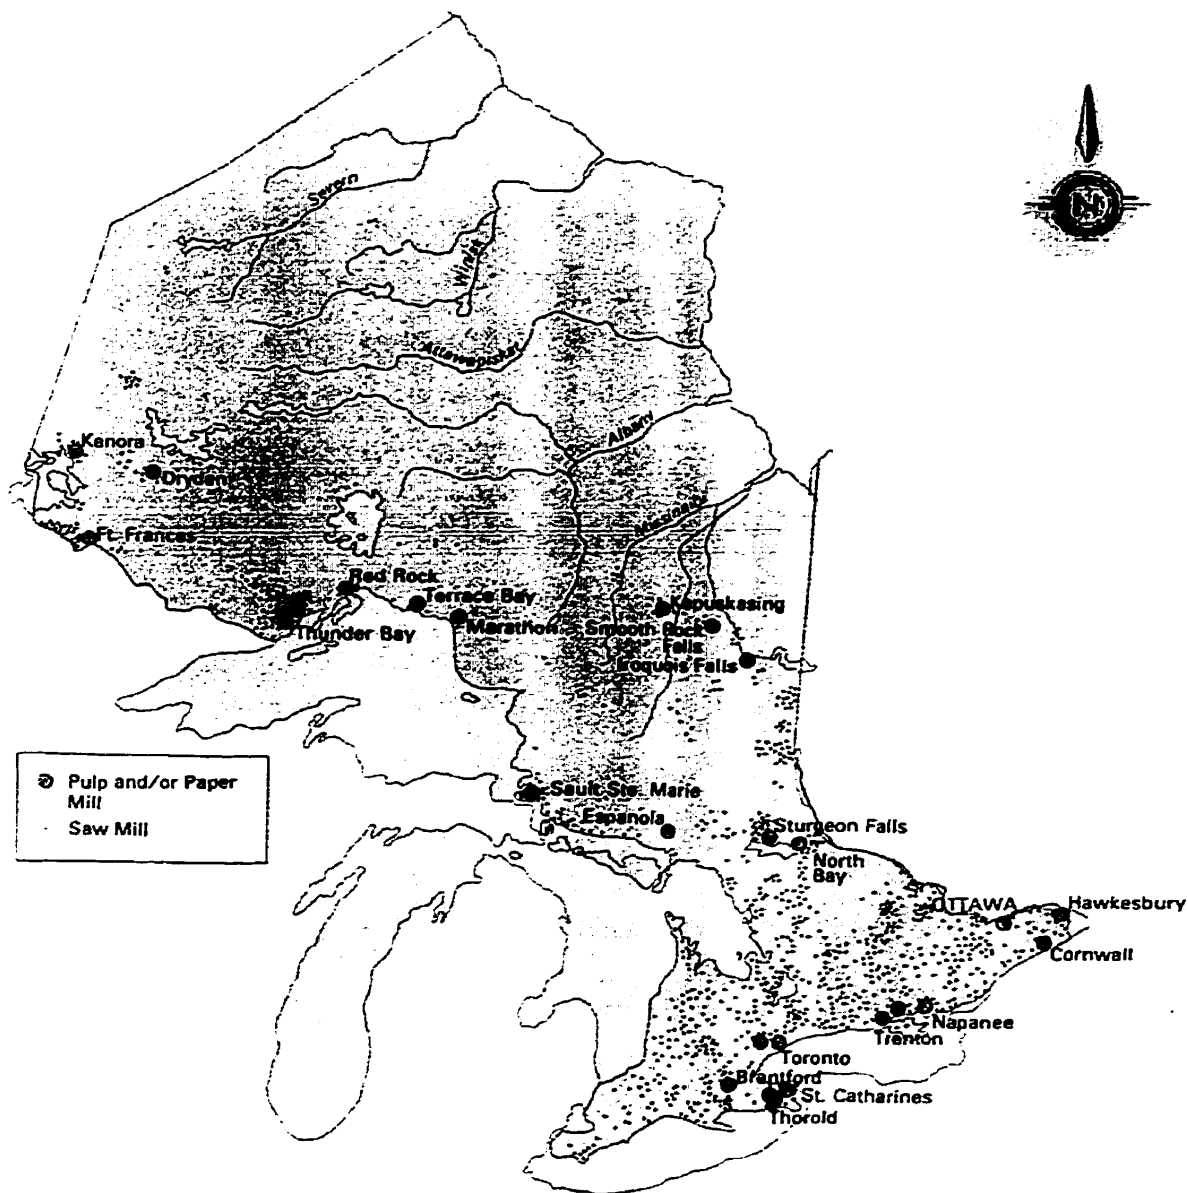 N
Severn
Winisk
Attawapiskat
Albany
Missinaibi
Kenora
Dryden
Ft. Frances
Red Rock
Terrace Bay
Marathon
Thunder Bay
Kapuskasing
Smooth Rock
Falls
Iroquois Falls
Pulp and/or Paper
Mill
Saw Mill
Sault Ste. Marie
Espanola
Sturgeon Falls
North
Bay
OTTAWA
Hawkesbury
Cornwall
Napanee
Trenton
Toronto
Brantford
St. Catharines
Thorold